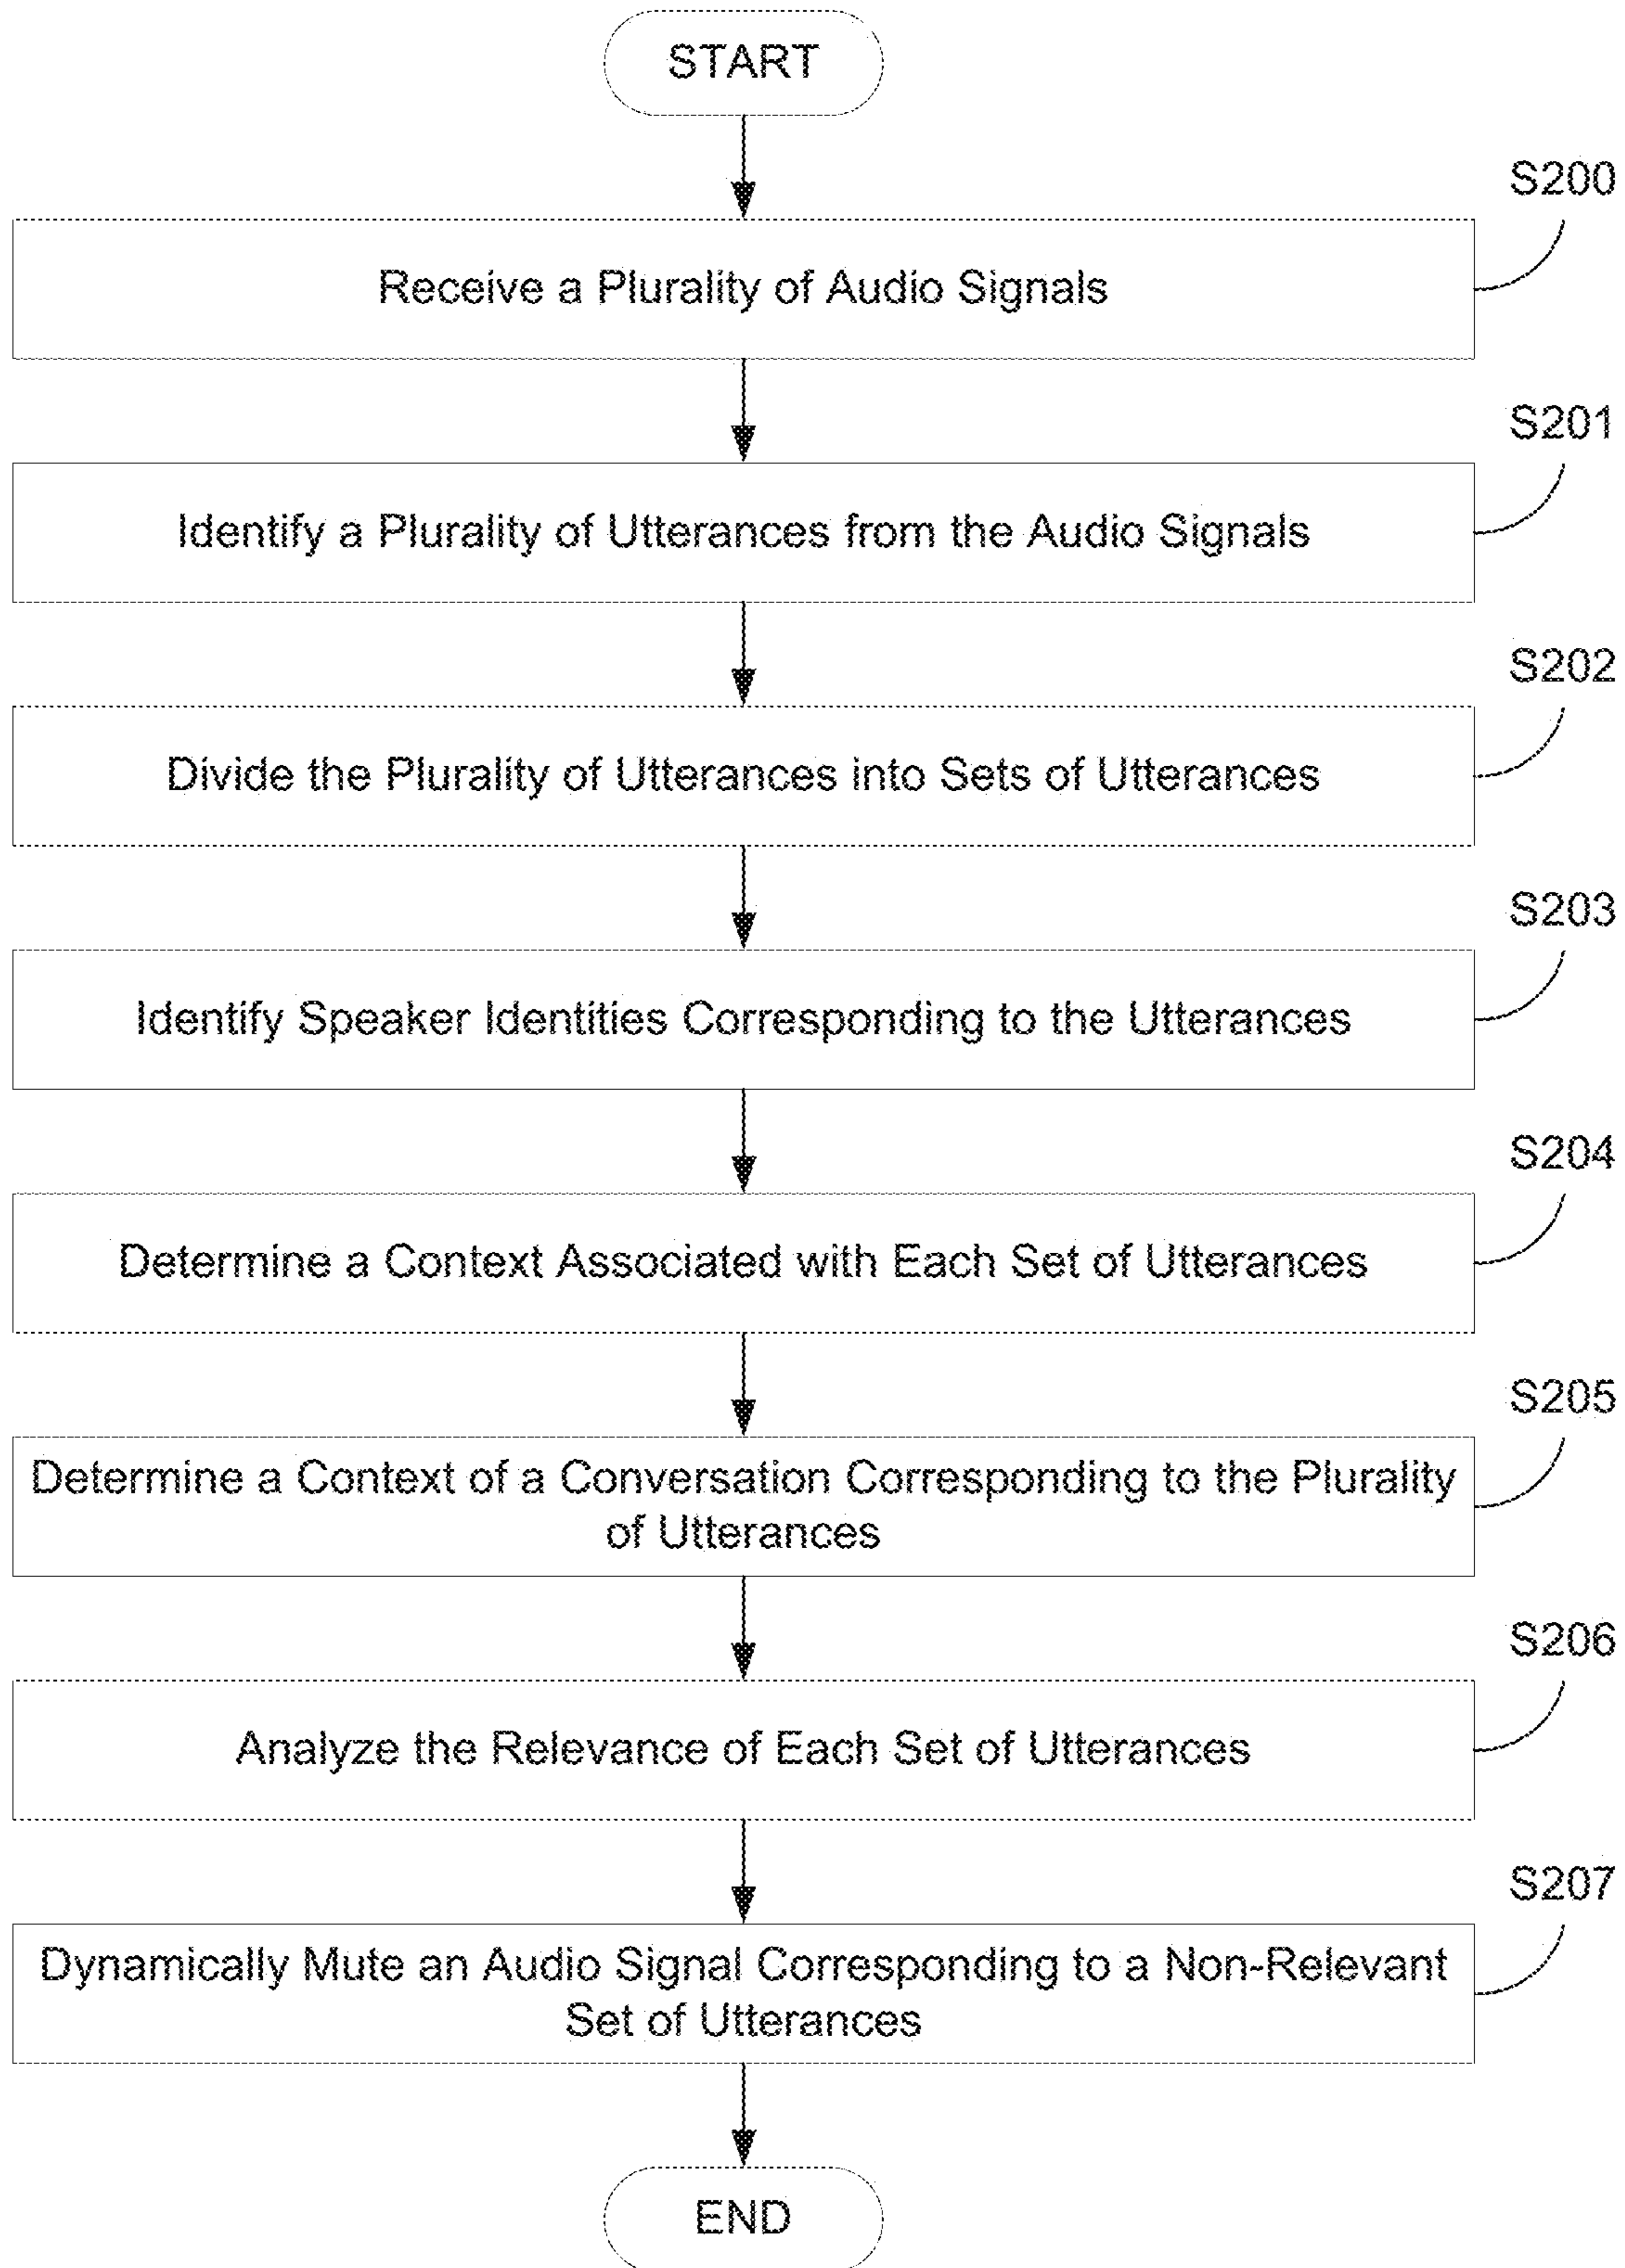 START
S200
Receive a Plurality of Audio Signals
S201
Identify a Plurality of Utterances from the Audio Signals
S202
Divide the Plurality of Utterances into Sets of Utterances
S203
Identify Speaker Identities Corresponding to the Utterances
S204
Determine a Context Associated with Each Set of Utterances
S205
Determine a Context of a Conversation Corresponding to the Plurality
of Utterances
S206
Analyze the Relevance of Each Set of Utterances
S207
Dynamically Mute an Audio Signal Corresponding to a Non-Relevant
Set of Utterances
END